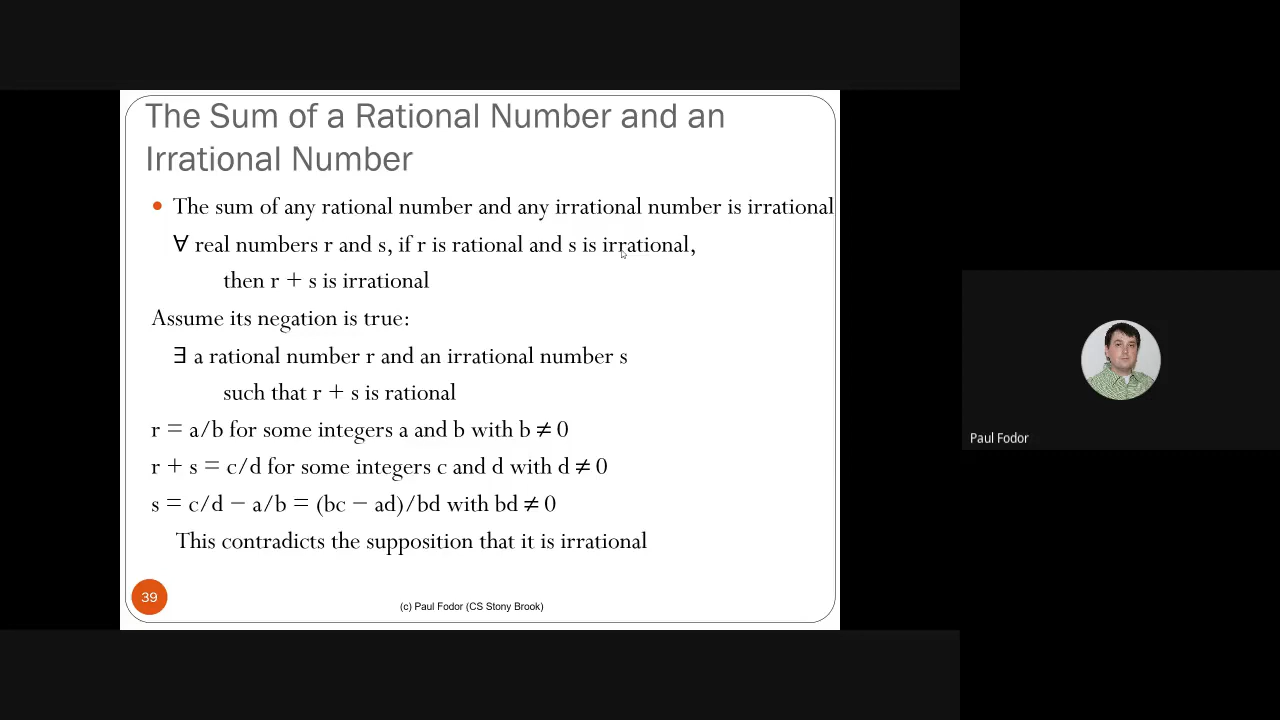 The Sum of a Rational Number and an
Irrational Number
• The sum of any rational number and any irrational number is irrational
∀ real numbers r and s, if r is rational and s is irrational,
then r + s is irrational
Assume its negation is true:
∃ a rational number r and an irrational number s
such that r + s is rational
r = a/b for some integers a and b with b ≠ 0
r + s = c/d for some integers c and d with d ≠ 0
s = c/d − a/b = (bc − ad)/bd with bd ≠ 0
This contradicts the supposition that it is irrational
39
(c) Paul Fodor (CS Stony Brook)
Paul Fodor